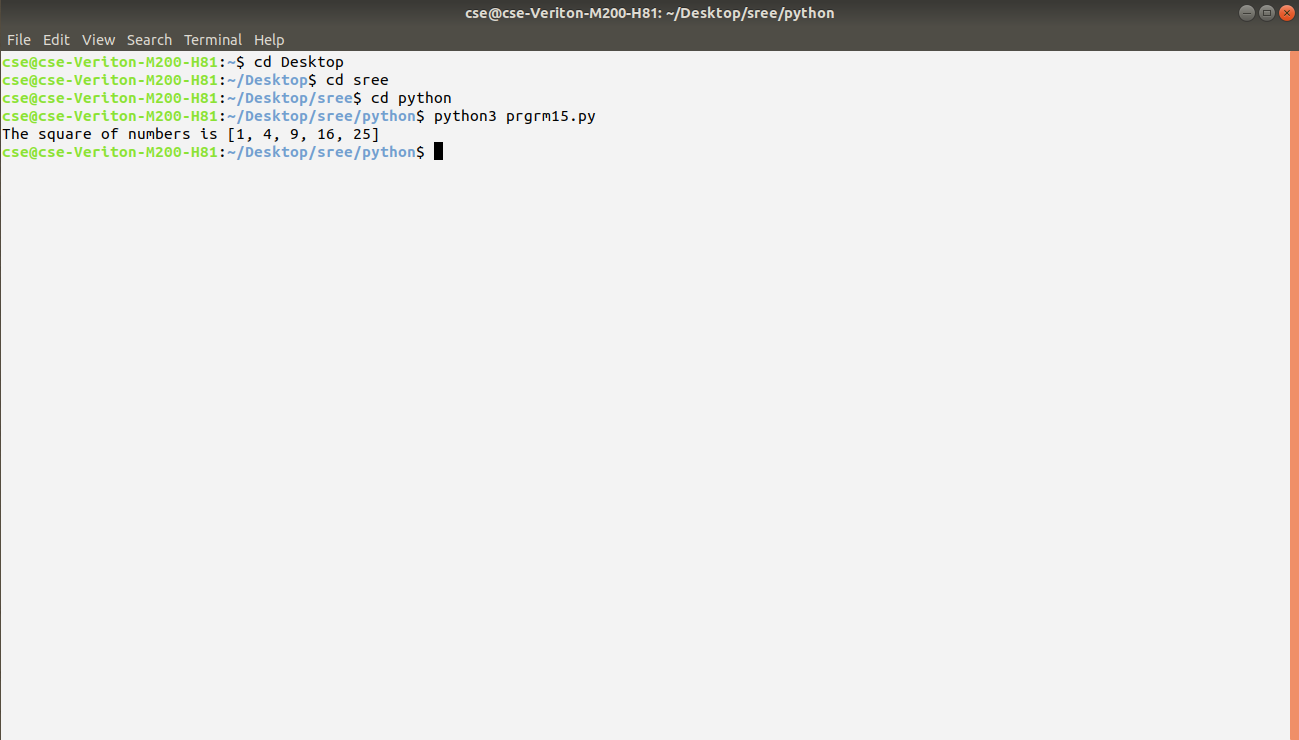 cse@cse-Veriton-M200-H81: ~/Desktop/sree/python
File Edit View Search Terminal Help
cse@cse-Veriton-M200-H81:~$ cd Desktop
cse@cse-Veriton-M200-H81:~/Desktop$ cd sree
cse@cse-Veriton-M200-H81:~/Desktop/sree$ cd python
cse@cse-Veriton-M200-H81:~/Desktop/sree/python$ python3 prgrm15.py
The square of numbers is [1, 4, 9, 16, 25]
cse@cse-Veriton-M200-H81:~/Desktop/sree/python$